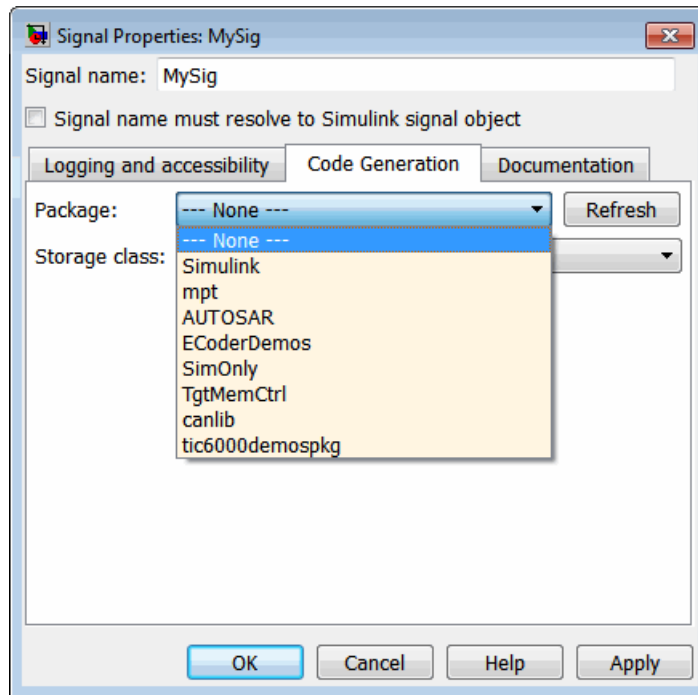 Signal Properties: MySig
Signal name: MySig
Signal name must resolve to Simulink signal object
Logging and accessibility Code Generation Documentation
Package: --- None --- Refresh
--- None ---
Storage class:
Simulink
mpt
AUTOSAR
ECoderDemos
SimOnly
TgtMemCtrl
canlib
tic6000demospkg
OK Cancel Help Apply